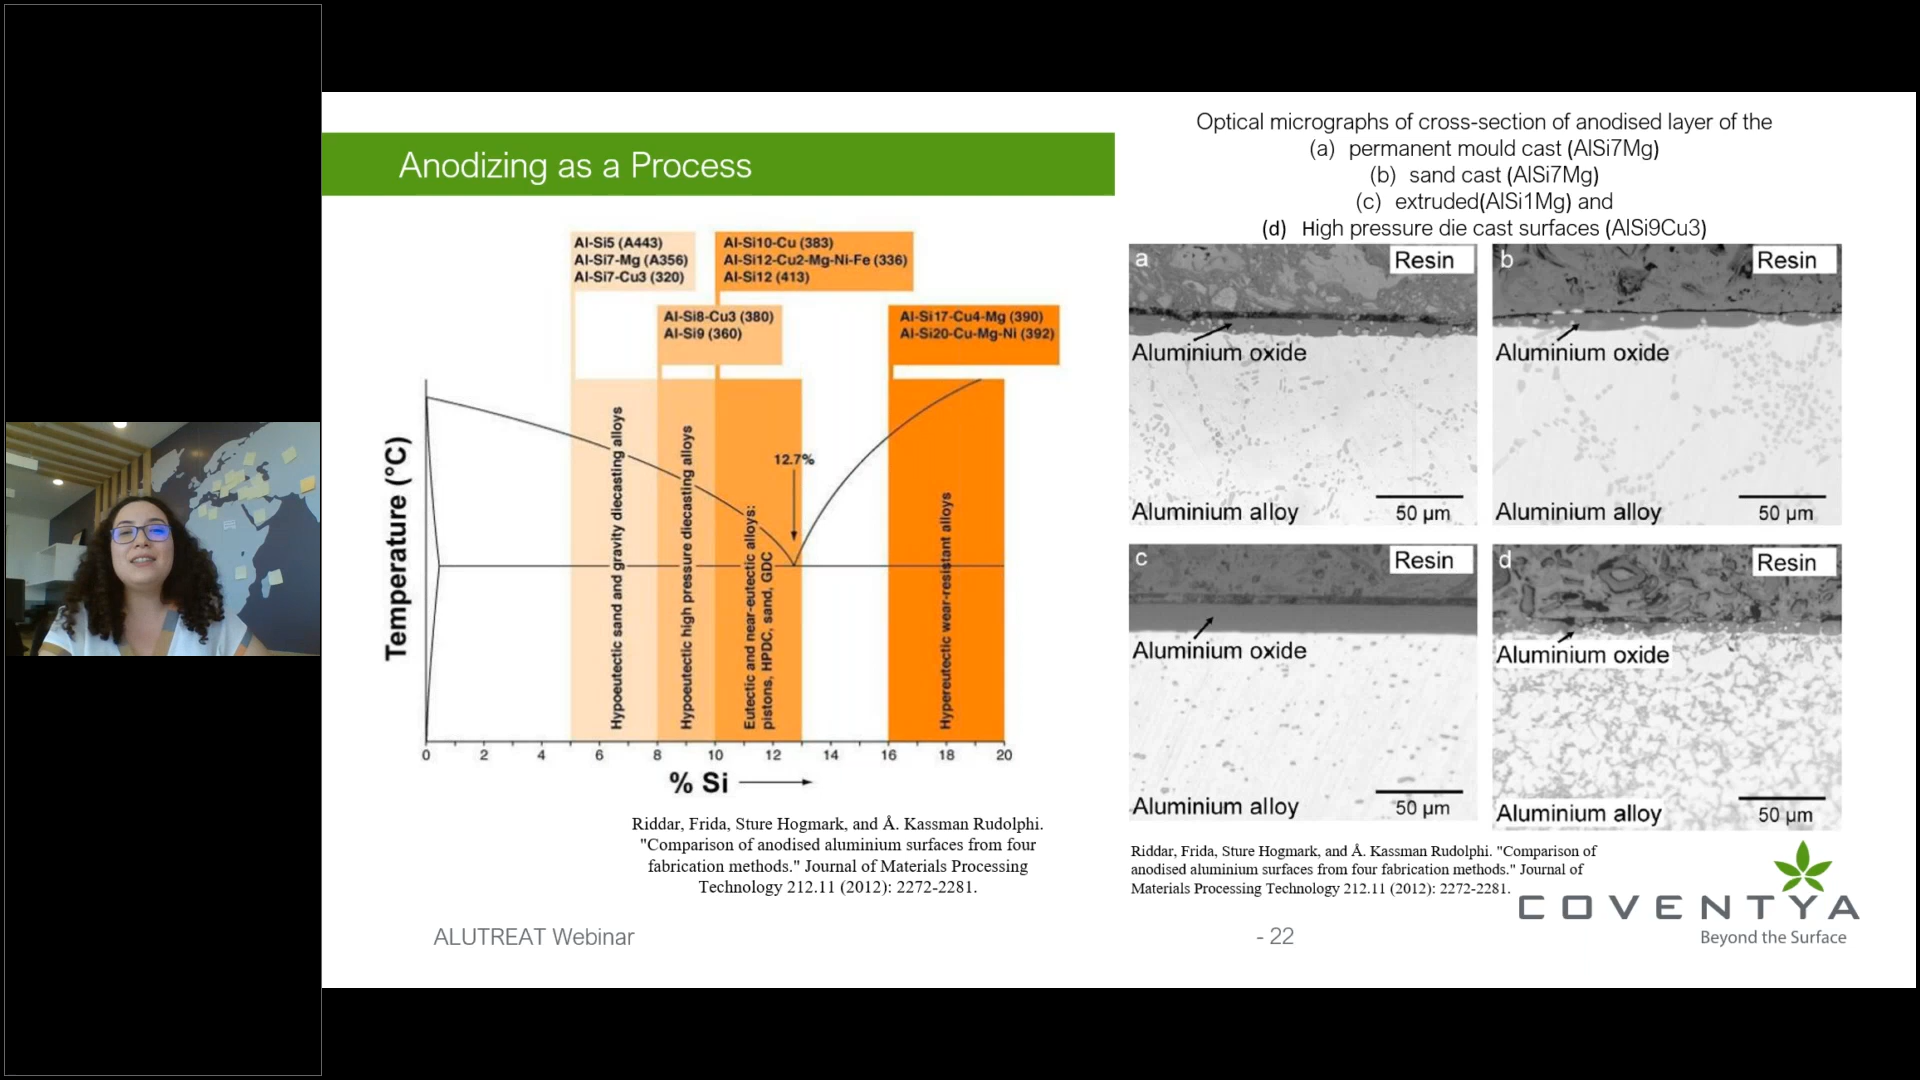 Anodizing as a Process
Al-Si5 (A443)
Al-Si7-Mg (A356)
Al-Si7-Cu3 (320)
Al-Si10-Cu (383)
Al-Si12-Cu2-Mg-Ni-Fe (336)
Al-Si12 (413)
Al-Si8-Cu3 (380)
Al-Si9 (360)
Al-Si17-Cu4-Mg (390)
Al-Si20-Cu-Mg-Ni (392)
Temperature (°C)
Hypoeutectic sand and gravity diecasting alloys
Hypoeutectic high pressure diecasting alloys
Eutectic and near-eutectic alloys:
pistons, HPDC, sand, GDC
12.7%
Hypereutectic wear-resistant alloys
0 2 4 6 8 10 12 14 16 18 20
% Si
Riddar, Frida, Sture Hogmark, and Å. Kassman Rudolphi.
"Comparison of anodised aluminium surfaces from four
fabrication methods." Journal of Materials Processing
Technology 212.11 (2012): 2272-2281.
Optical micrographs of cross-section of anodised layer of the
(a) permanent mould cast (AlSi7Mg)
(b) sand cast (AlSi7Mg)
(c) extruded(AlSi1Mg) and
(d) High pressure die cast surfaces (AlSi9Cu3)
a
Resin
Aluminium oxide
Aluminium alloy
50 µm
b
Resin
Aluminium oxide
Aluminium alloy
50 µm
c
Resin
Aluminium oxide
Aluminium alloy
50 µm
d
Resin
Aluminium oxide
Aluminium alloy
50 µm
Riddar, Frida, Sture Hogmark, and Å. Kassman Rudolphi. "Comparison of
anodised aluminium surfaces from four fabrication methods." Journal of
Materials Processing Technology 212.11 (2012): 2272-2281.
COVENTYA
Beyond the Surface
ALUTREAT Webinar
- 22